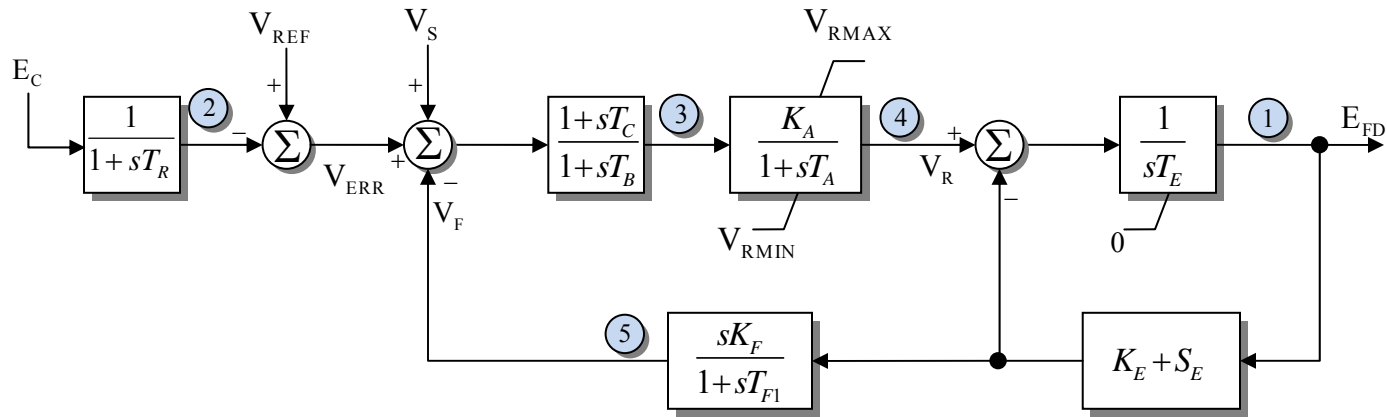 E_C
V_REF
V_S
V_RMAX
1
1 + sT_R
2
−
+
Σ
V_ERR
+
+
Σ
−
V_F
1 + sT_C
1 + sT_B
3
K_A
1 + sT_A
V_RMIN
4
V_R
+
Σ
−
1
sT_E
0
1
E_FD
5
sK_F
1 + sT_F1
K_E + S_E